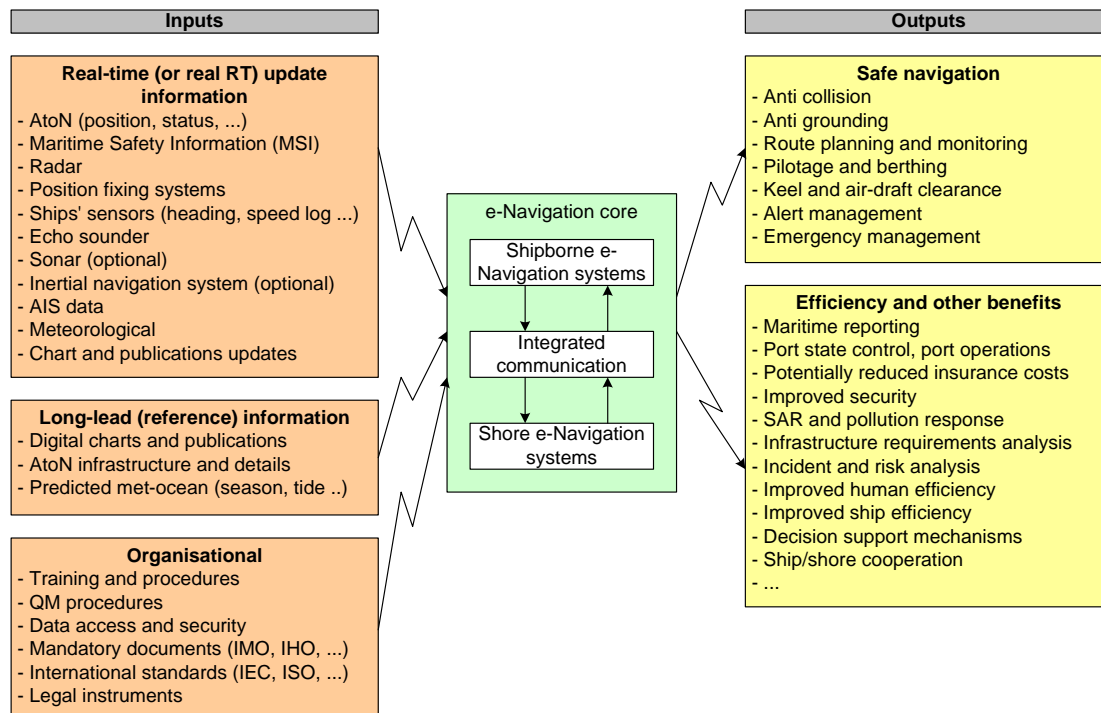 Inputs
Real-time (or real RT) update
information
- AtoN (position, status, ...)
- Maritime Safety Information (MSI)
- Radar
- Position fixing systems
- Ships' sensors (heading, speed log ...)
- Echo sounder
- Sonar (optional)
- Inertial navigation system (optional)
- AIS data
- Meteorological
- Chart and publications updates
Long-lead (reference) information
- Digital charts and publications
- AtoN infrastructure and details
- Predicted met-ocean (season, tide ..)
Organisational
- Training and procedures
- QM procedures
- Data access and security
- Mandatory documents (IMO, IHO, ...)
- International standards (IEC, ISO, ...)
- Legal instruments
e-Navigation core
Shipborne e-
Navigation systems
Integrated
communication
Shore e-Navigation
systems
Outputs
Safe navigation
- Anti collision
- Anti grounding
- Route planning and monitoring
- Pilotage and berthing
- Keel and air-draft clearance
- Alert management
- Emergency management
Efficiency and other benefits
- Maritime reporting
- Port state control, port operations
- Potentially reduced insurance costs
- Improved security
- SAR and pollution response
- Infrastructure requirements analysis
- Incident and risk analysis
- Improved human efficiency
- Improved ship efficiency
- Decision support mechanisms
- Ship/shore cooperation
- ...